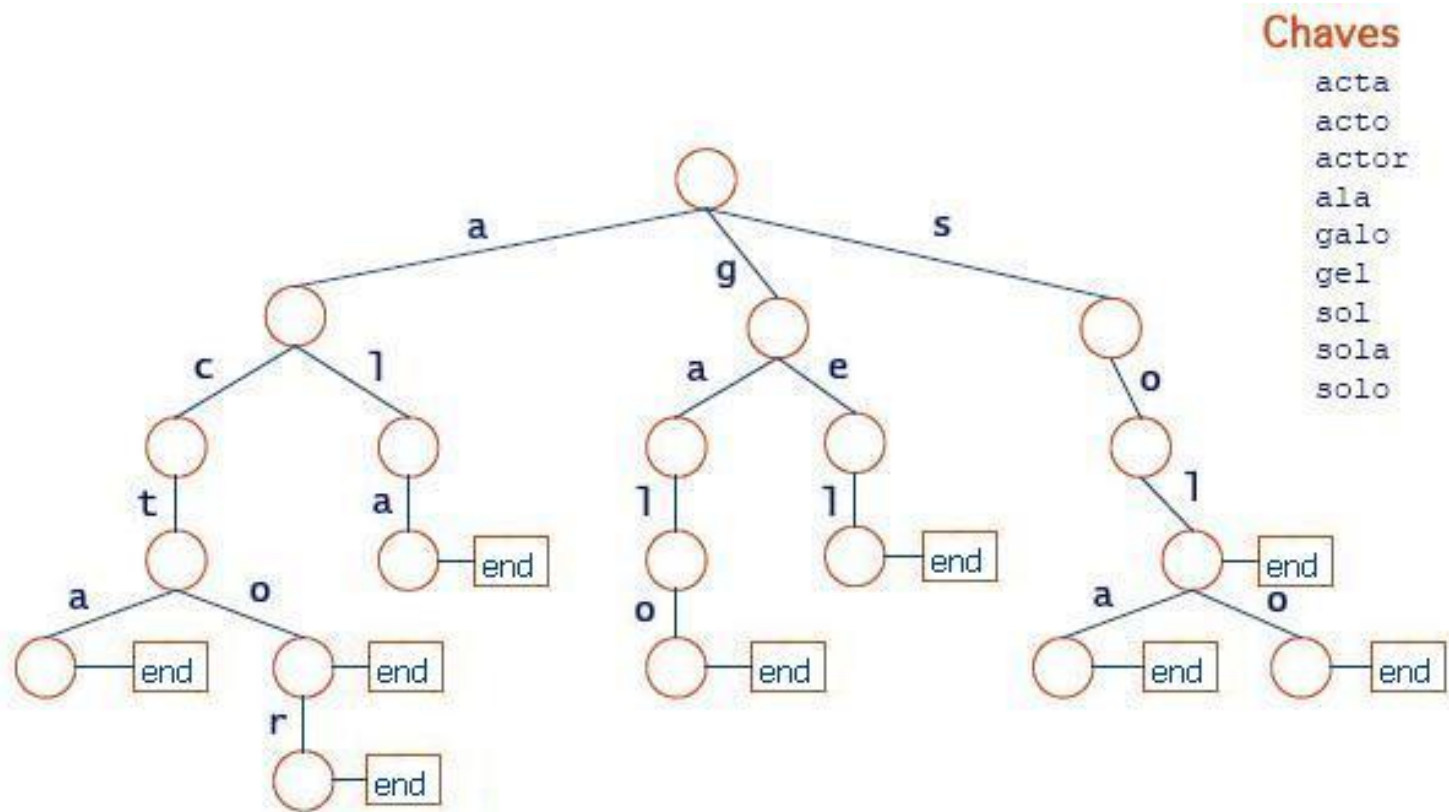 Chaves
acta
acto
actor
ala
galo
gel
sol
sola
solo
a
s
g
c
l
a
e
o
t
a
l
l
l
end
end
end
a
o
o
a
o
end
end
end
end
end
r
end